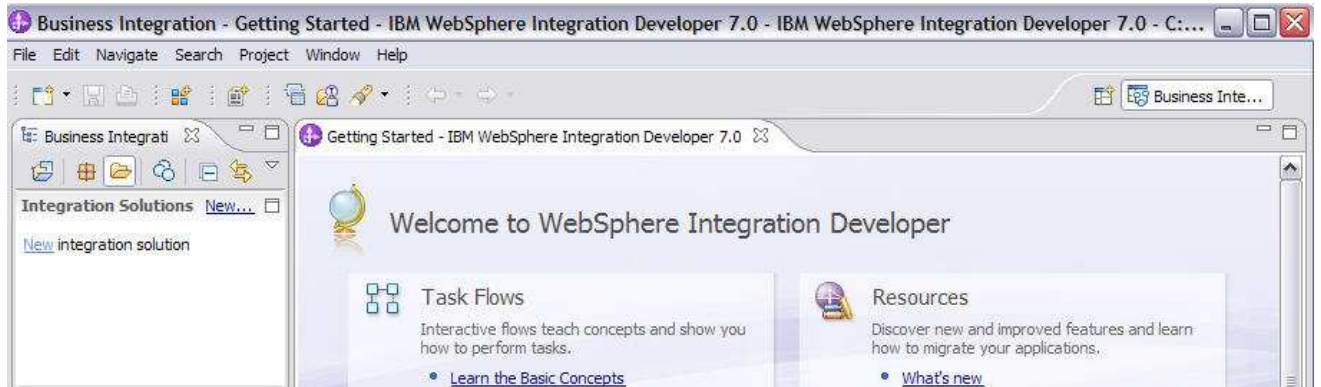 Business Integration - Getting Started - IBM WebSphere Integration Developer 7.0 - IBM WebSphere Integration Developer 7.0 - C:...
File Edit Navigate Search Project Window Help
Business Inte...
Business Integrati
Getting Started - IBM WebSphere Integration Developer 7.0
Integration Solutions New...
New integration solution
Welcome to WebSphere Integration Developer
Task Flows
Interactive flows teach concepts and show you
how to perform tasks.
• Learn the Basic Concepts
Resources
Discover new and improved features and learn
how to migrate your applications.
• What's new